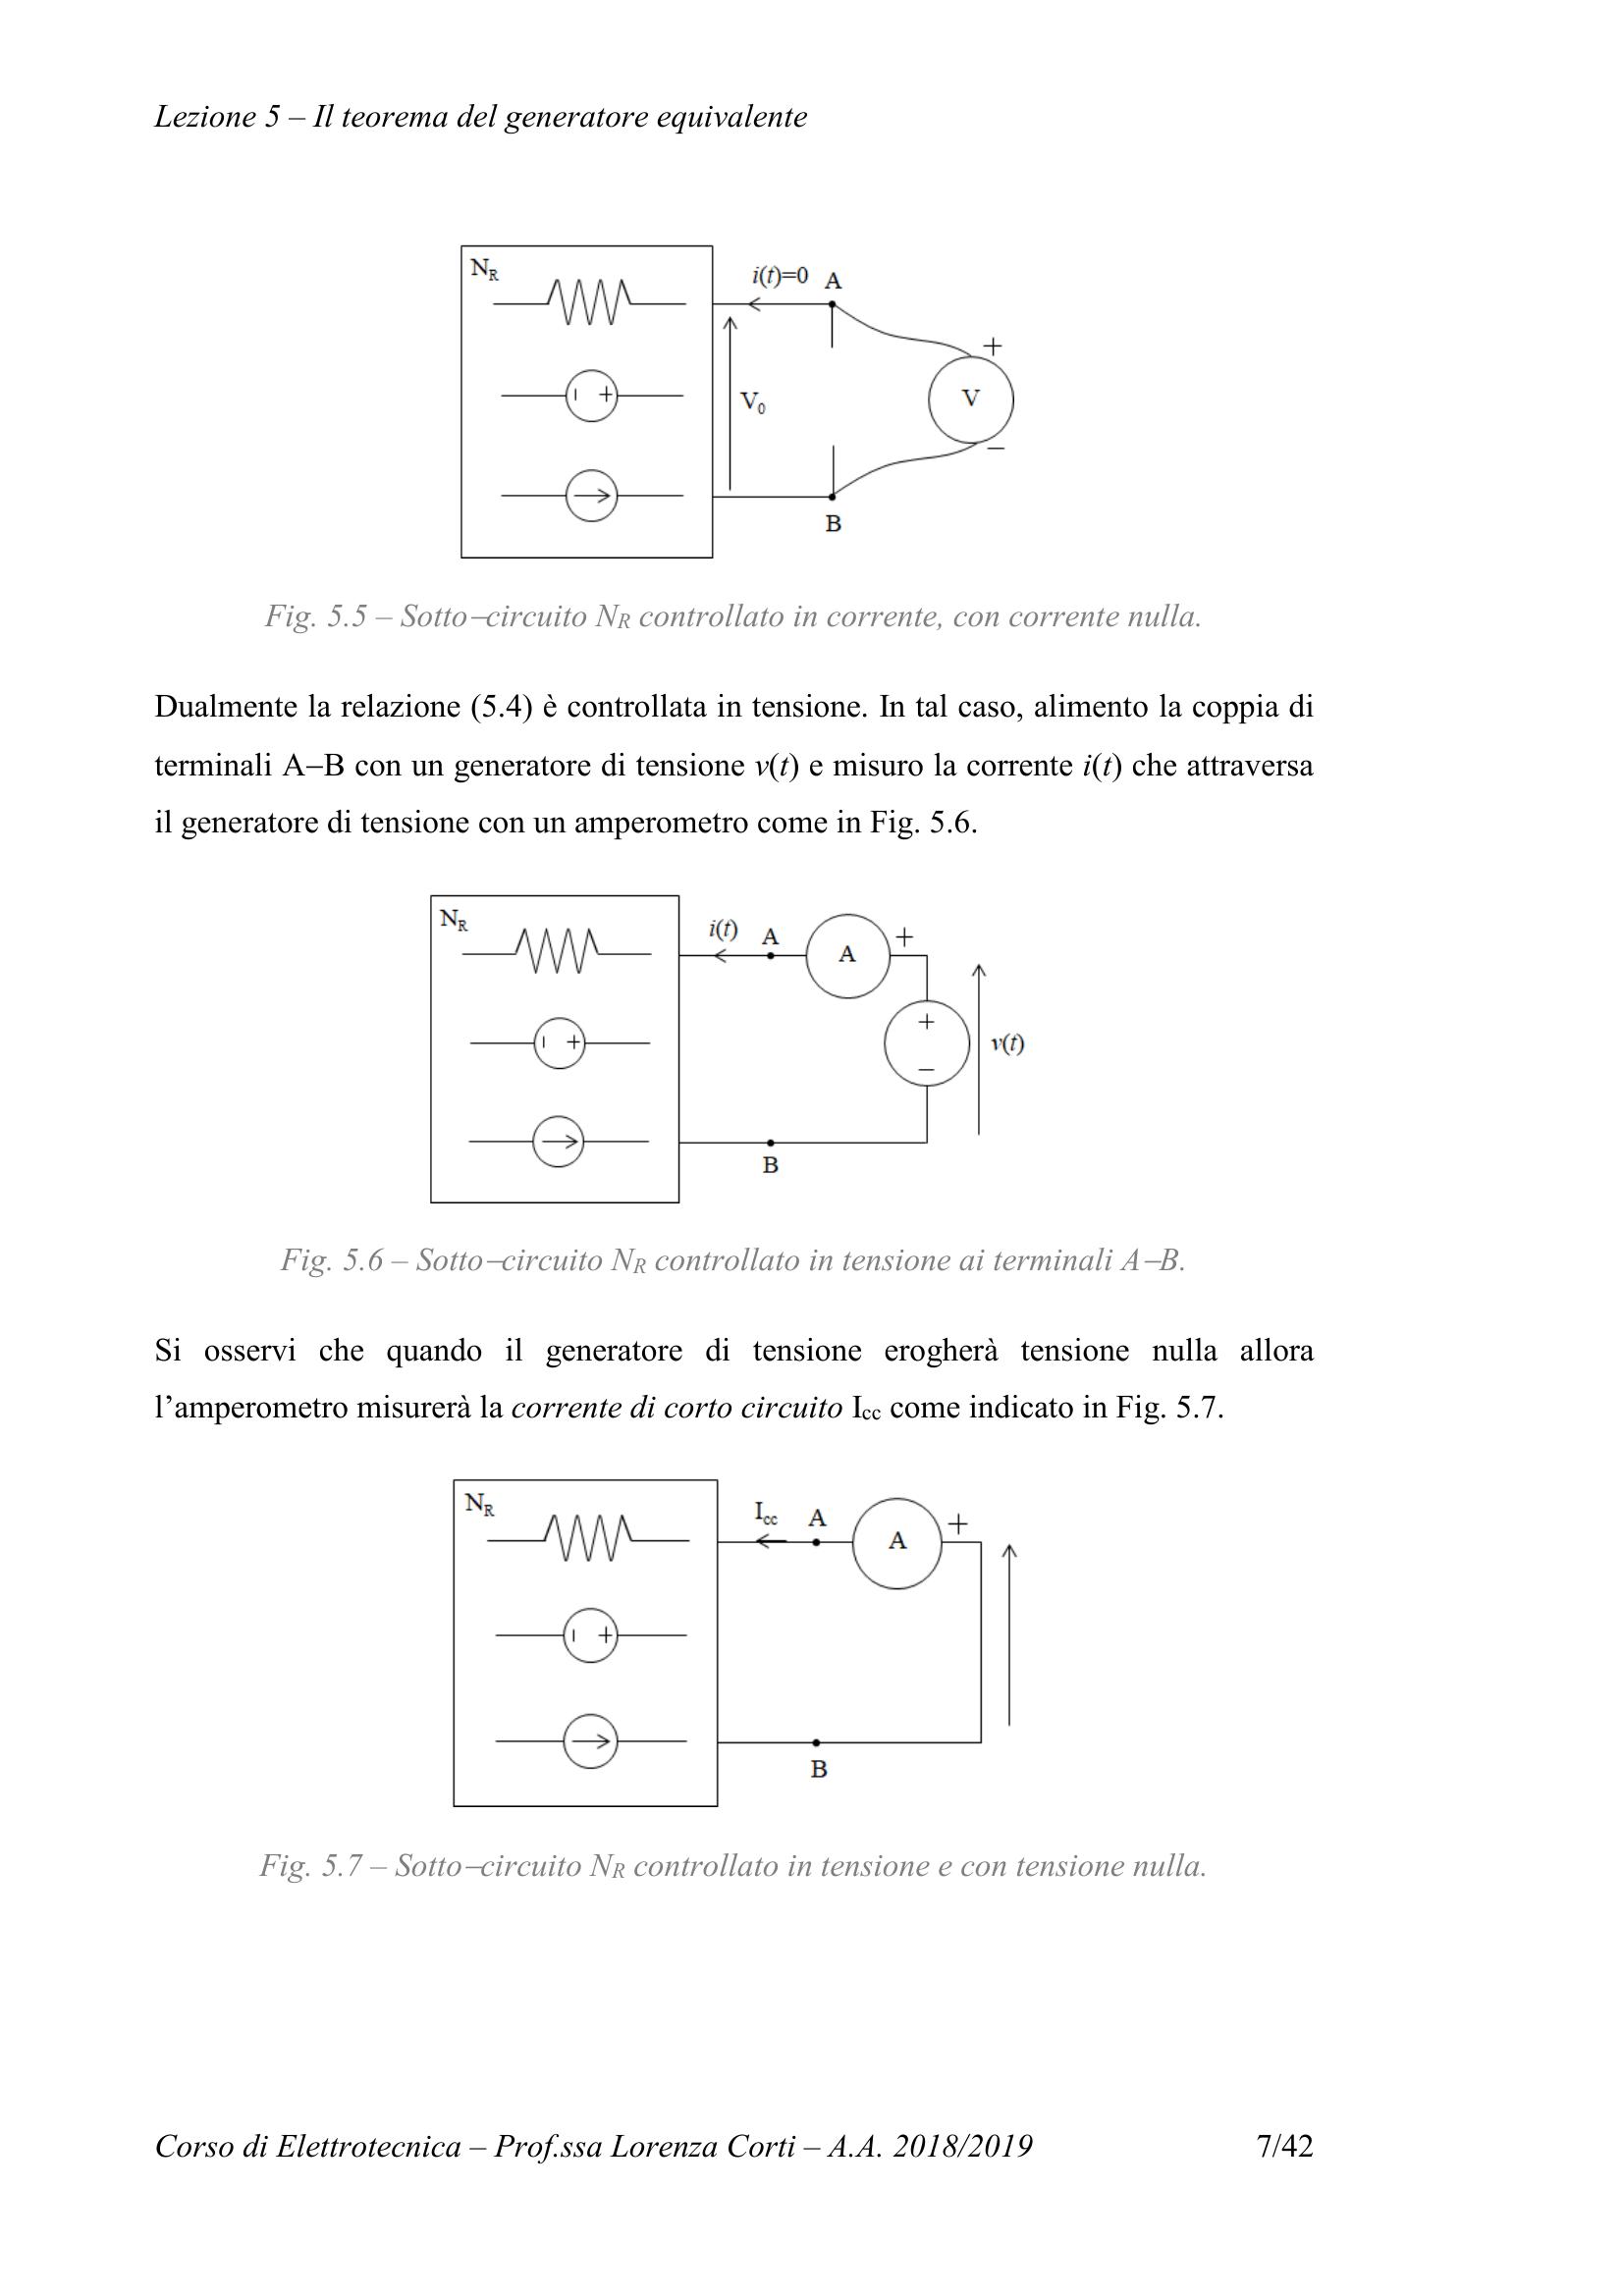 Lezione 5 – Il teorema del generatore equivalente
N_R
i(t)=0 A
+
V
V_0
–
B
Fig. 5.5 – Sotto–circuito N_R controllato in corrente, con corrente nulla.
Dualmente la relazione (5.4) è controllata in tensione. In tal caso, alimento la coppia di
terminali A–B con un generatore di tensione v(t) e misuro la corrente i(t) che attraversa
il generatore di tensione con un amperometro come in Fig. 5.6.
N_R
i(t) A
A
+
+
v(t)
–
B
Fig. 5.6 – Sotto–circuito N_R controllato in tensione ai terminali A–B.
Si osservi che quando il generatore di tensione erogherà tensione nulla allora
l’amperometro misurerà la corrente di corto circuito I_cc come indicato in Fig. 5.7.
N_R
I_cc A
A
+
B
Fig. 5.7 – Sotto–circuito N_R controllato in tensione e con tensione nulla.
Corso di Elettrotecnica – Prof.ssa Lorenza Corti – A.A. 2018/2019 7/42